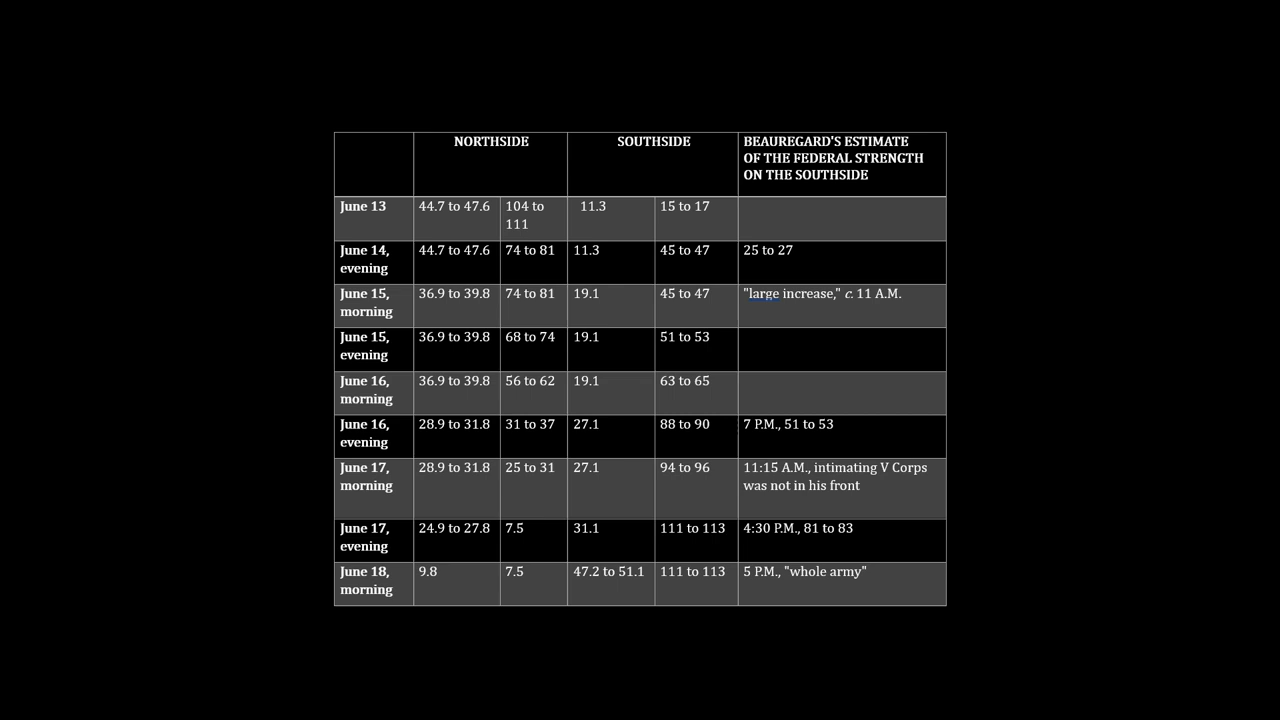 NORTHSIDE SOUTHSIDE BEAUREGARD'S ESTIMATE
OF THE FEDERAL STRENGTH
ON THE SOUTHSIDE
June 13 44.7 to 47.6 104 to 11.3 15 to 17
111
June 14, 44.7 to 47.6 74 to 81 11.3 45 to 47 25 to 27
evening
June 15, 36.9 to 39.8 74 to 81 19.1 45 to 47 "large increase," c. 11 A.M.
morning
June 15, 36.9 to 39.8 68 to 74 19.1 51 to 53
evening
June 16, 36.9 to 39.8 56 to 62 19.1 63 to 65
morning
June 16, 28.9 to 31.8 31 to 37 27.1 88 to 90 7 P.M., 51 to 53
evening
June 17, 28.9 to 31.8 25 to 31 27.1 94 to 96 11:15 A.M., intimating V Corps
morning was not in his front
June 17, 24.9 to 27.8 7.5 31.1 111 to 113 4:30 P.M., 81 to 83
evening
June 18, 9.8 7.5 47.2 to 51.1 111 to 113 5 P.M., "whole army"
morning